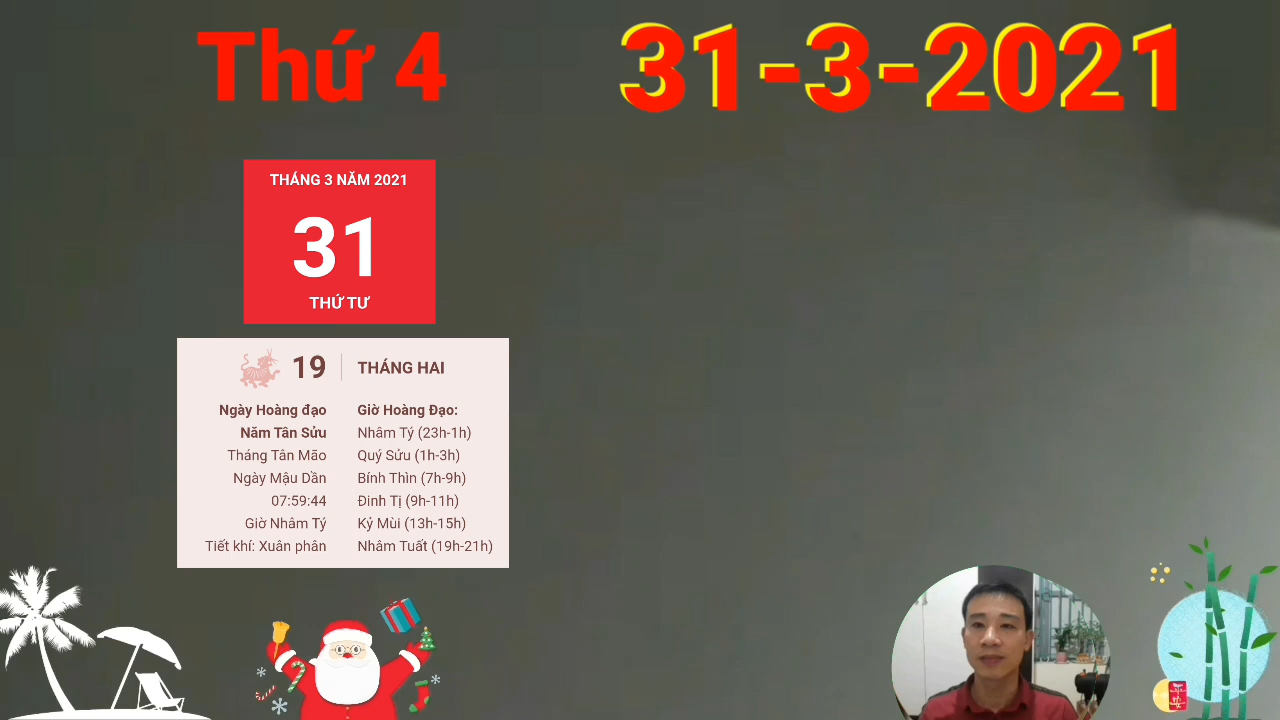 Thứ 4
31-3-2021
THÁNG 3 NĂM 2021
31
THỨ TƯ
19
THÁNG HAI
Ngày Hoàng đạo
Năm Tân Sửu
Tháng Tân Mão
Ngày Mậu Dần
07:59:44
Giờ Nhâm Tý
Tiết khí: Xuân phân
Giờ Hoàng Đạo:
Nhâm Tý (23h-1h)
Quý Sửu (1h-3h)
Bính Thìn (7h-9h)
Đinh Tị (9h-11h)
Kỷ Mùi (13h-15h)
Nhâm Tuất (19h-21h)